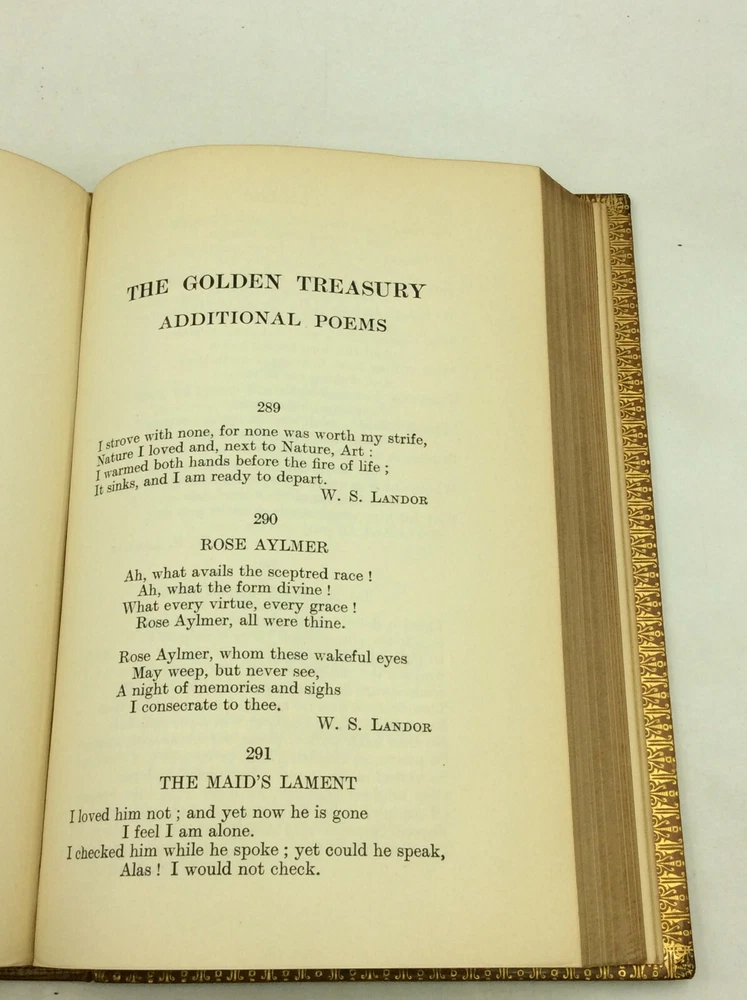 THE GOLDEN TREASURY
ADDITIONAL POEMS
289
I strove with none, for none was worth my strife,
Nature I loved and, next to Nature, Art :
I warmed both hands before the fire of life ;
It sinks, and I am ready to depart.
W. S. LANDOR
290
ROSE AYLMER
Ah, what avails the sceptred race !
Ah, what the form divine !
What every virtue, every grace !
Rose Aylmer, all were thine.
Rose Aylmer, whom these wakeful eyes
May weep, but never see,
A night of memories and sighs
I consecrate to thee.
W. S. LANDOR
291
THE MAID'S LAMENT
I loved him not ; and yet now he is gone
I feel I am alone.
I checked him while he spoke ; yet could he speak,
Alas ! I would not check.